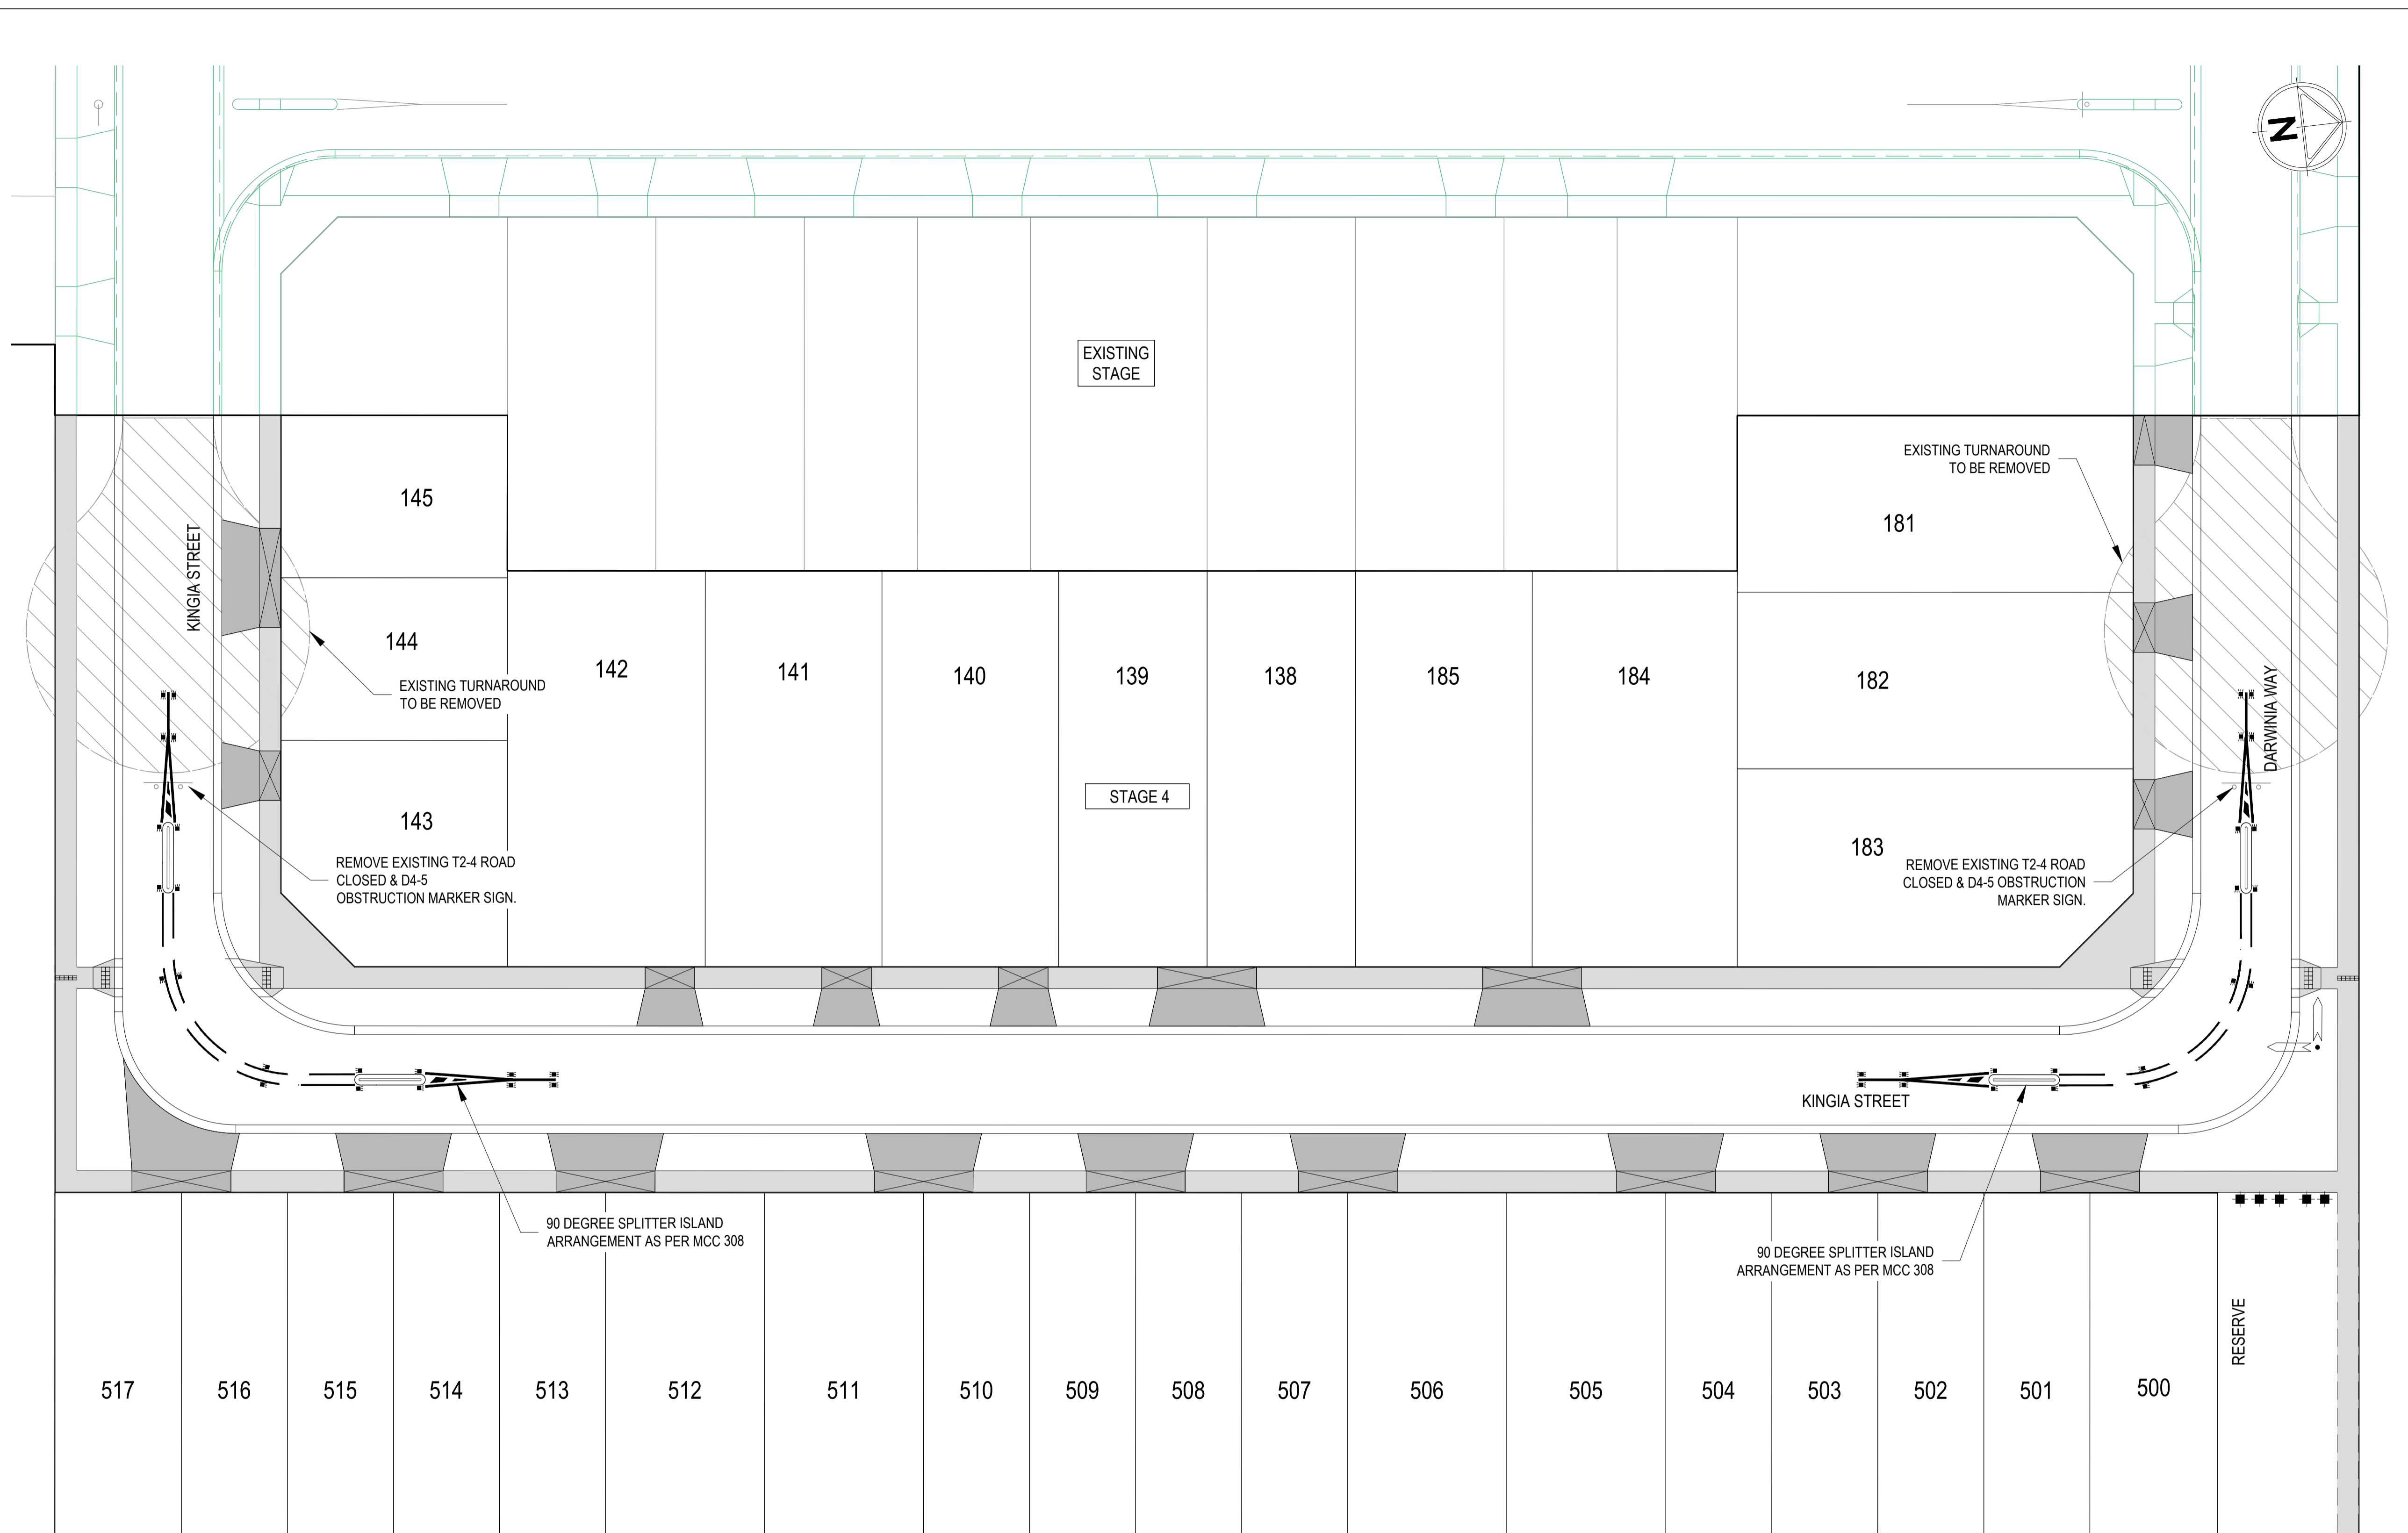 N
EXISTING
STAGE
EXISTING TURNAROUND
TO BE REMOVED
145
181
KINGIA STREET
144
142
141
140
139
138
185
184
182
EXISTING TURNAROUND
TO BE REMOVED
DARWINIA WAY
STAGE 4
143
183
REMOVE EXISTING T2-4 ROAD
CLOSED & D4-5
OBSTRUCTION MARKER SIGN.
REMOVE EXISTING T2-4 ROAD
CLOSED & D4-5 OBSTRUCTION
MARKER SIGN.
KINGIA STREET
90 DEGREE SPLITTER ISLAND
ARRANGEMENT AS PER MCC 308
90 DEGREE SPLITTER ISLAND
ARRANGEMENT AS PER MCC 308
RESERVE
517
516
515
514
513
512
511
510
509
508
507
506
505
504
503
502
501
500